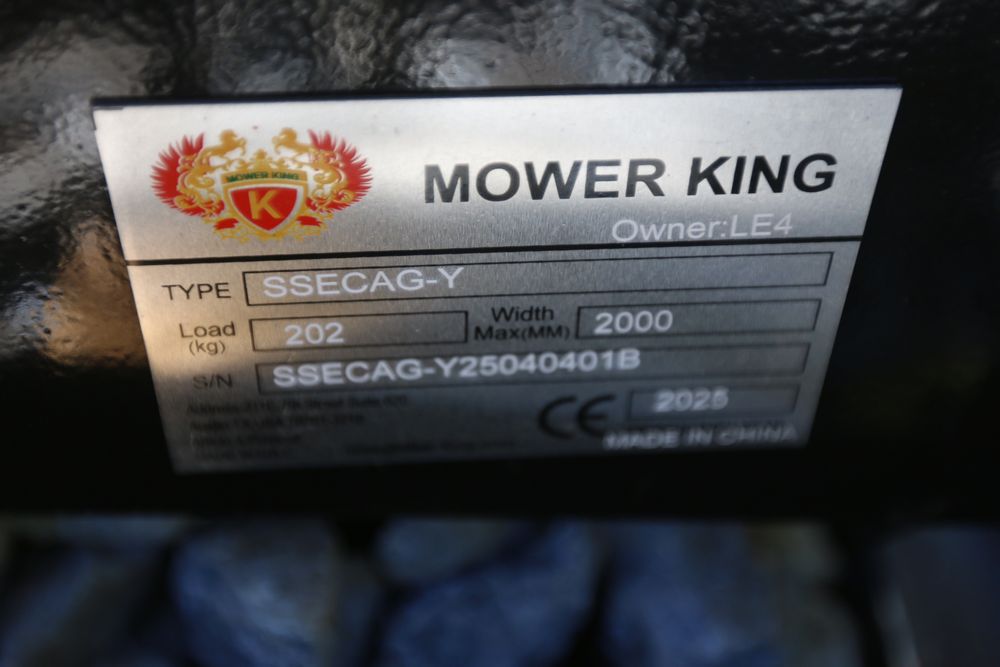 MOWER KING
K
MOWER KING
Owner:LE4
TYPE SSECAG-Y
Load (kg) 202 Width Max(MM) 2000
S/N SSECAG-Y25040401B
CE 2025
MADE IN CHINA